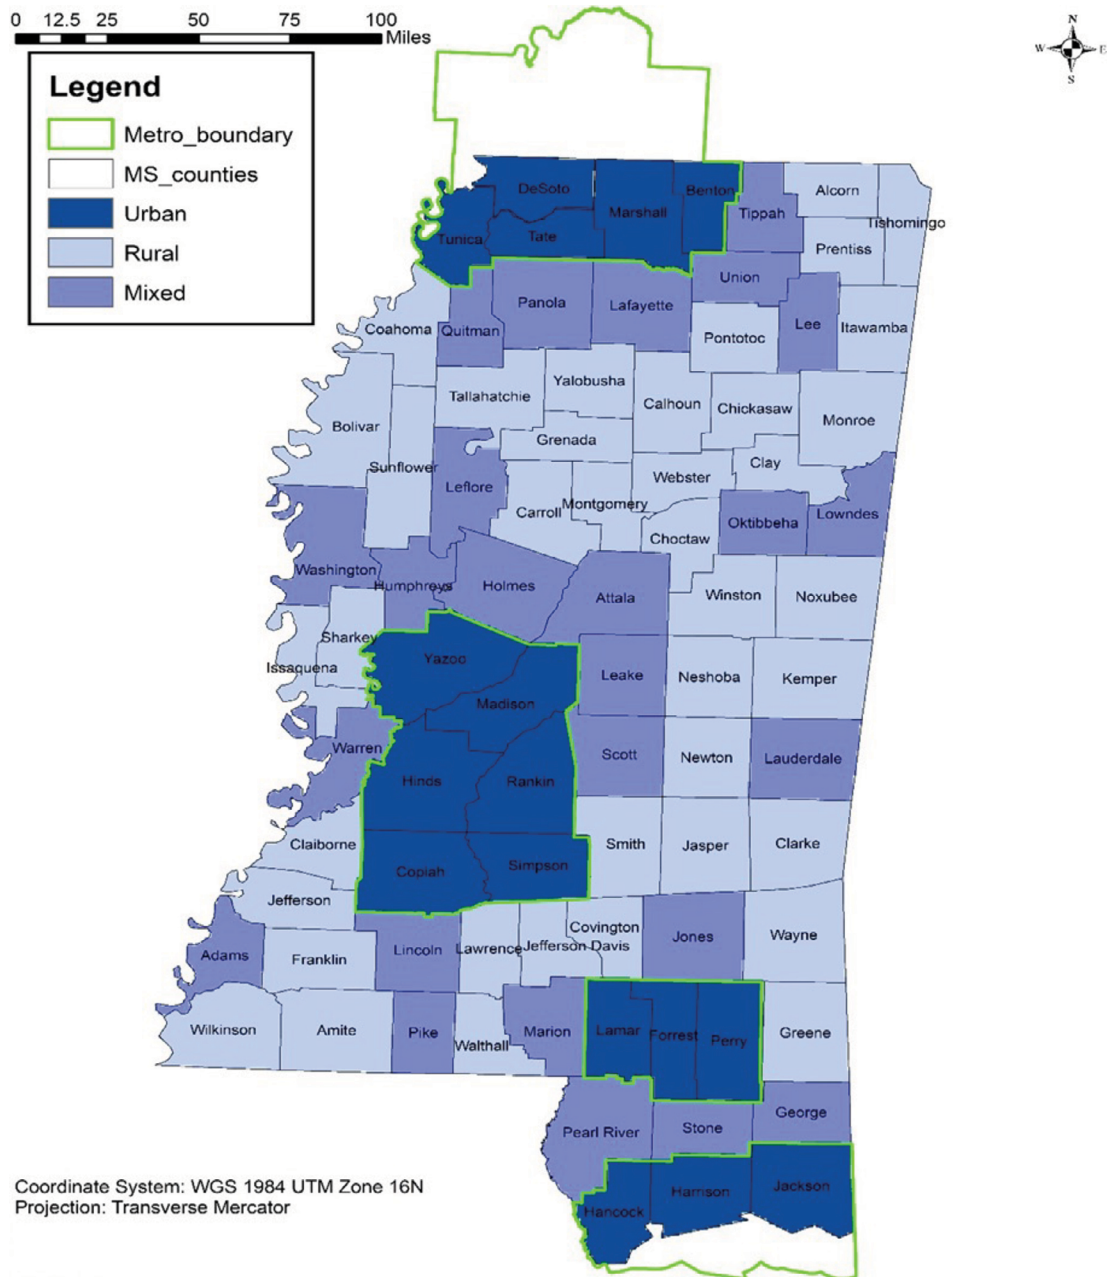 0 12.5 25 50 75 100
Miles
N
W E
S
Legend
Metro_boundary
MS_counties
Urban
Rural
Mixed
DeSoto
Benton
Alcorn
Marshall
Tippah
Tishomingo
Tunica
Tate
Prentiss
Union
Panola
Lafayette
Coahoma
Quitman
Lee
Itawamba
Pontotoc
Yalobusha
Tallahatchie
Calhoun
Chickasaw
Monroe
Bolivar
Grenada
Sunflower
Clay
Webster
Leflore
Montgomery
Carroll
Lowndes
Oktibbeha
Choctaw
Washington
Humphreys
Holmes
Attala
Winston
Noxubee
Sharkey
Yazoo
Issaquena
Leake
Neshoba
Kemper
Madison
Warren
Scott
Newton
Lauderdale
Hinds
Rankin
Claiborne
Smith
Jasper
Clarke
Copiah
Simpson
Jefferson
Covington
Jones
Wayne
Adams
Franklin
Lincoln
Lawrence
Jefferson Davis
Wilkinson
Amite
Pike
Walthall
Marion
Lamar
Forrest
Perry
Greene
George
Pearl River
Stone
Jackson
Harrison
Hancock
Coordinate System: WGS 1984 UTM Zone 16N
Projection: Transverse Mercator